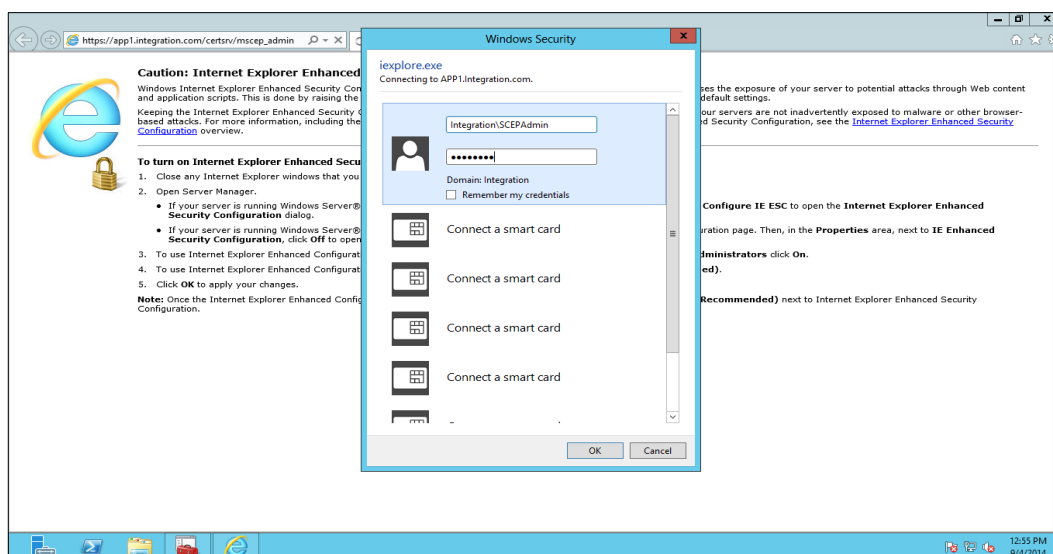 https://app1.integration.com/certsrv/mscep_admin
Windows Security
iexplore.exe
Connecting to APP1.Integration.com.
Integration\SCEPAdmin
●●●●●●●●
Domain: Integration
Remember my credentials
Connect a smart card
Connect a smart card
Connect a smart card
Connect a smart card
OK Cancel
Caution: Internet Explorer Enhanced
Windows Internet Explorer Enhanced Security Con ses the exposure of your server to potential attacks through Web content
and application scripts. This is done by raising the default settings.
Keeping the Internet Explorer Enhanced Security our servers are not inadvertently exposed to malware or other browser-
based attacks. For more information, including the ed Security Configuration, see the Internet Explorer Enhanced Security
Configuration overview.
To turn on Internet Explorer Enhanced Secu
1. Close any Internet Explorer windows that you
2. Open Server Manager.
• If your server is running Windows Server® Configure IE ESC to open the Internet Explorer Enhanced
Security Configuration dialog.
• If your server is running Windows Server® uration page. Then, in the Properties area, next to IE Enhanced
Security Configuration, click Off to open
3. To use Internet Explorer Enhanced Configurat dministrators click On.
4. To use Internet Explorer Enhanced Configurat ed).
5. Click OK to apply your changes.
Note: Once the Internet Explorer Enhanced Config Recommended) next to Internet Explorer Enhanced Security
Configuration.
12:55 PM
9/4/2014